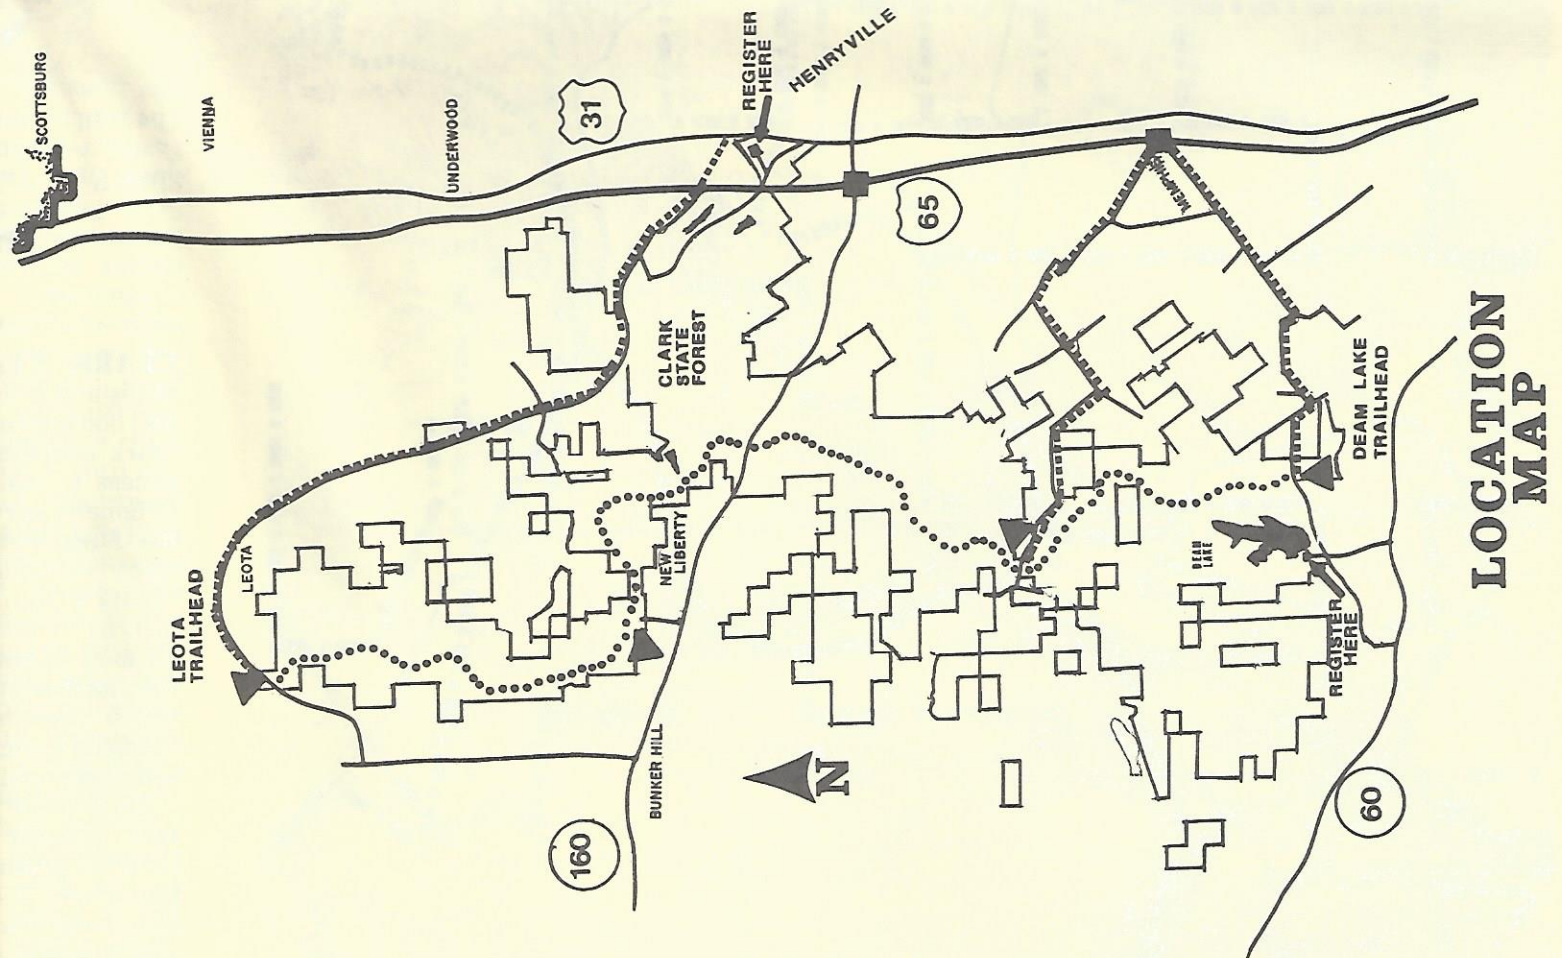 SCOTTSBURG
VIENNA
UNDERWOOD
31
REGISTER
HERE
HENRYVILLE
65
MEMPHIS
CLARK
STATE
FOREST
LEOTA
TRAILHEAD
LEOTA
NEW
LIBERTY
BUNKER HILL
160
N
DEAM
LAKE
DEAM LAKE
TRAILHEAD
REGISTER
HERE
60
LOCATION
MAP